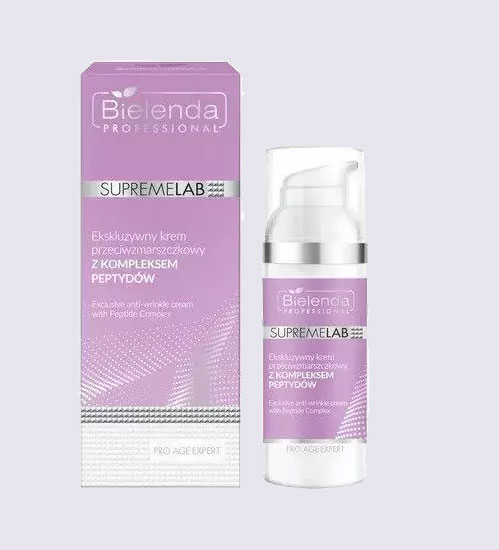 Bielenda
PROFESSIONAL
SUPREMELAB
Ekskluzywny krem
przeciwzmarszczkowy
Z KOMPLEKSEM
PEPTYDÓW
Exclusive anti-wrinkle cream
with Peptide Complex
PRO AGE EXPERT
Bielenda
PROFESSIONAL
SUPREMELAB
Ekskluzywny krem
przeciwzmarszczkowy
Z KOMPLEKSEM
PEPTYDÓW
Exclusive anti-wrinkle cream
with Peptide Complex
PRO AGE EXPERT